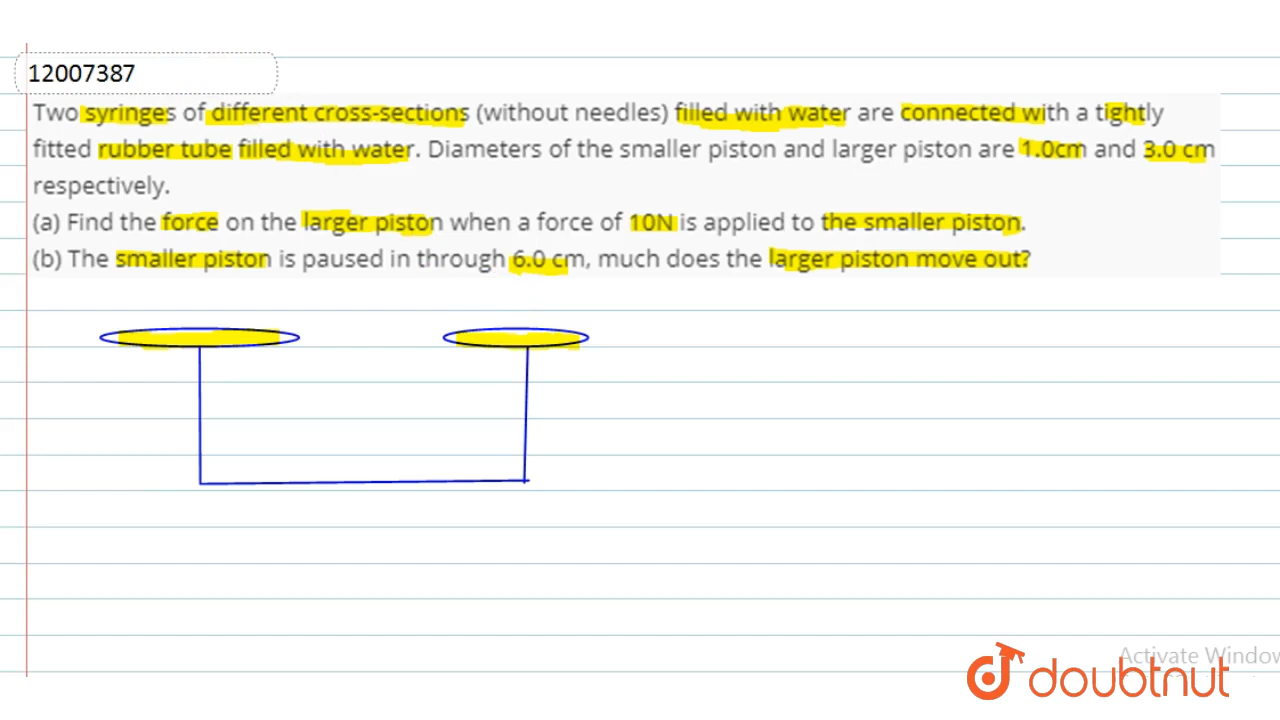 12007387
Two syringes of different cross-sections (without needles) filled with water are connected with a tightly
fitted rubber tube filled with water. Diameters of the smaller piston and larger piston are 1.0cm and 3.0 cm
respectively.
(a) Find the force on the larger piston when a force of 10N is applied to the smaller piston.
(b) The smaller piston is paused in through 6.0 cm, much does the larger piston move out?
Activate Window
doubtnut